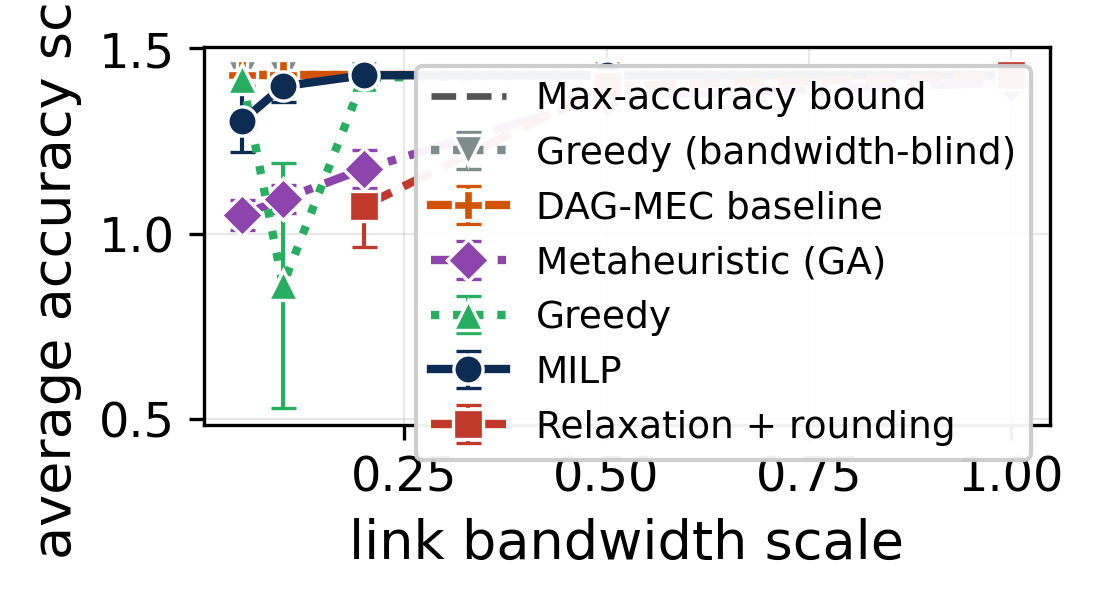 average accuracy sc
1.5
1.0
0.5
Max-accuracy bound
Greedy (bandwidth-blind)
DAG-MEC baseline
Metaheuristic (GA)
Greedy
MILP
Relaxation + rounding
0.25 0.50 0.75 1.00
link bandwidth scale